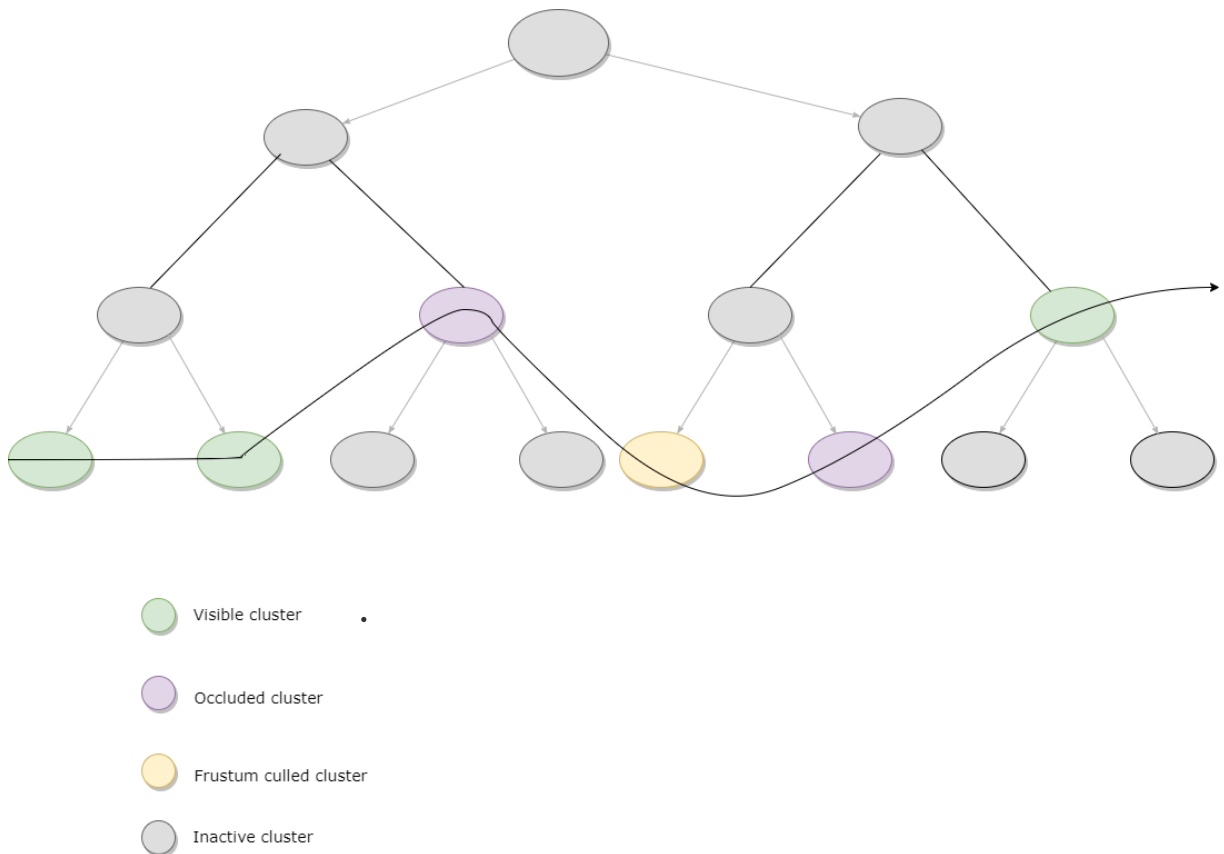 Visible cluster
Occluded cluster
Frustum culled cluster
Inactive cluster